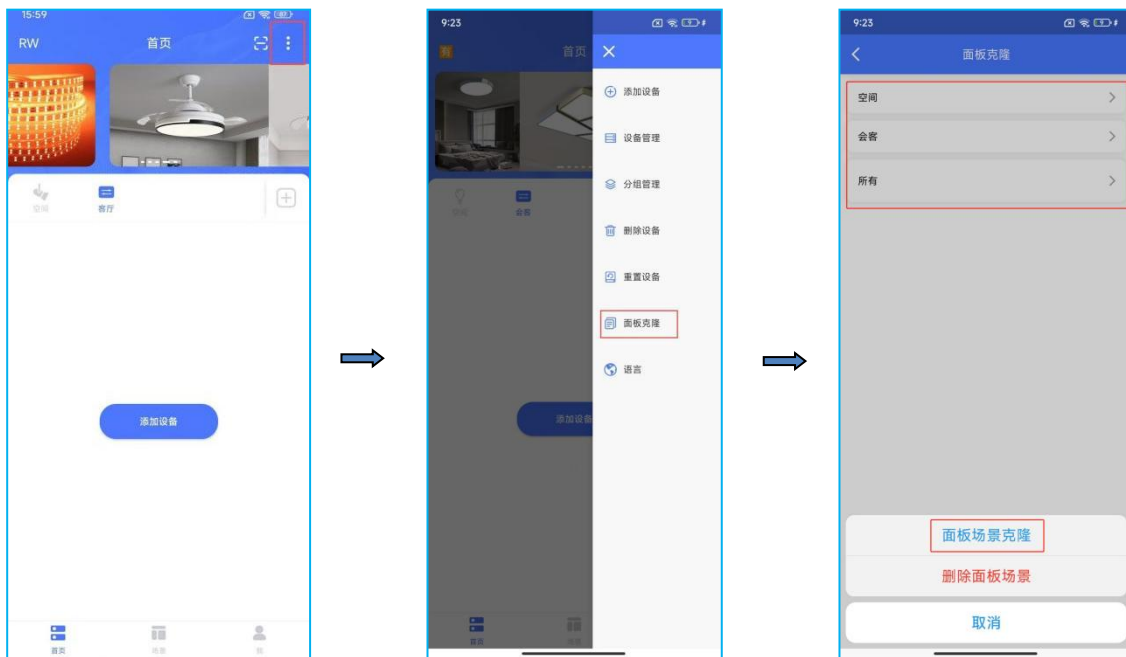 15:59
RW
首页
空间
客厅
添加设备
首页
场景
我
9:23
首页
添加设备
设备管理
分组管理
删除设备
重置设备
面板克隆
语言
会客
添加设备
首页
9:23
面板克隆
空间
会客
所有
面板场景克隆
删除面板场景
取消